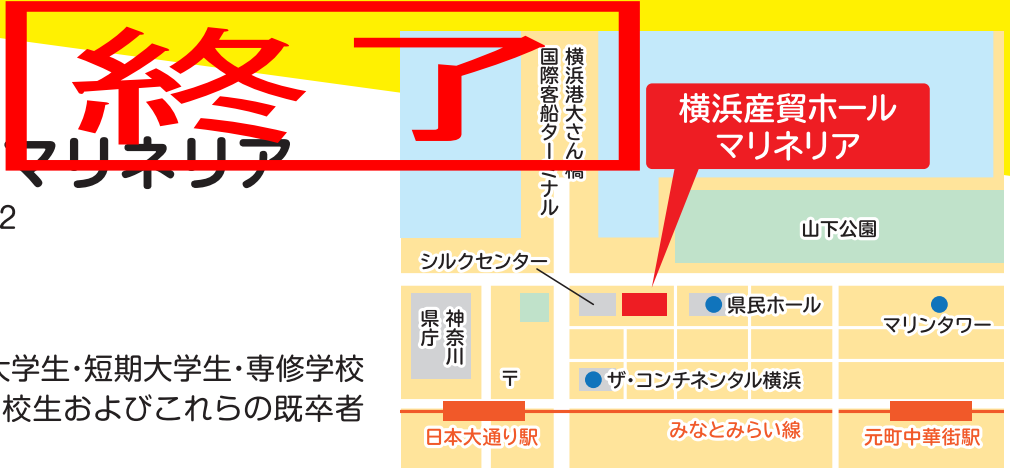 終了
マリネリア
2
大学生・短期大学生・専修学校
校生およびこれらの既卒者
横浜港大さん橋
国際客船ターミナル
横浜産貿ホール
マリネリア
山下公園
シルクセンター
県民ホール
マリンタワー
神奈川
県庁
〒
ザ・コンチネンタル横浜
日本大通り駅
みなとみらい線
元町中華街駅